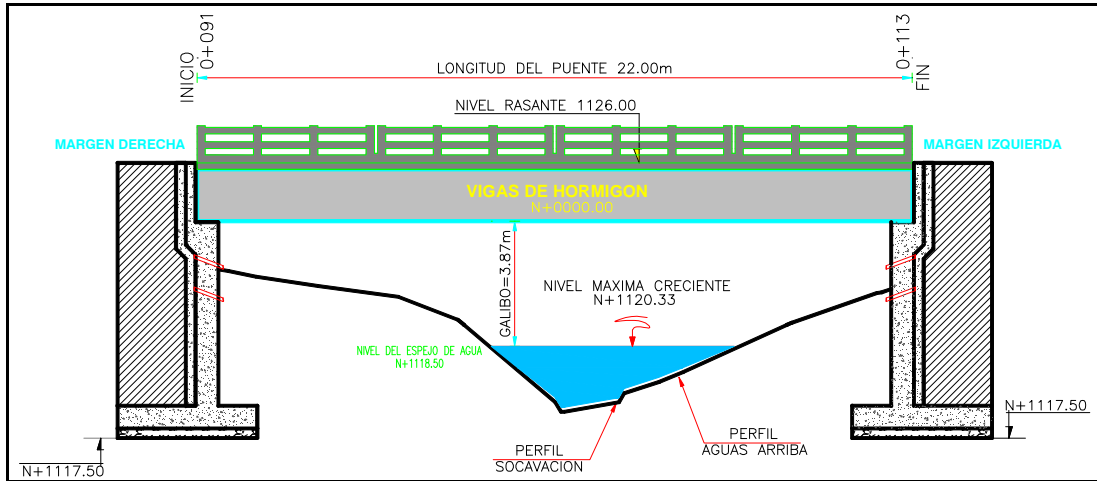 INICIO
0+091
0+113
FIN
LONGITUD DEL PUENTE 22.00m
NIVEL RASANTE 1126.00
MARGEN DERECHA
MARGEN IZQUIERDA
VIGAS DE HORMIGON
N+0000.00
GALIBO=3.87m
NIVEL MAXIMA CRECIENTE
N+1120.33
NIVEL DEL ESPEJO DE AGUA
N+1118.50
N+1117.50
PERFIL
AGUAS ARRIBA
PERFIL
SOCAVACION
N+1117.50